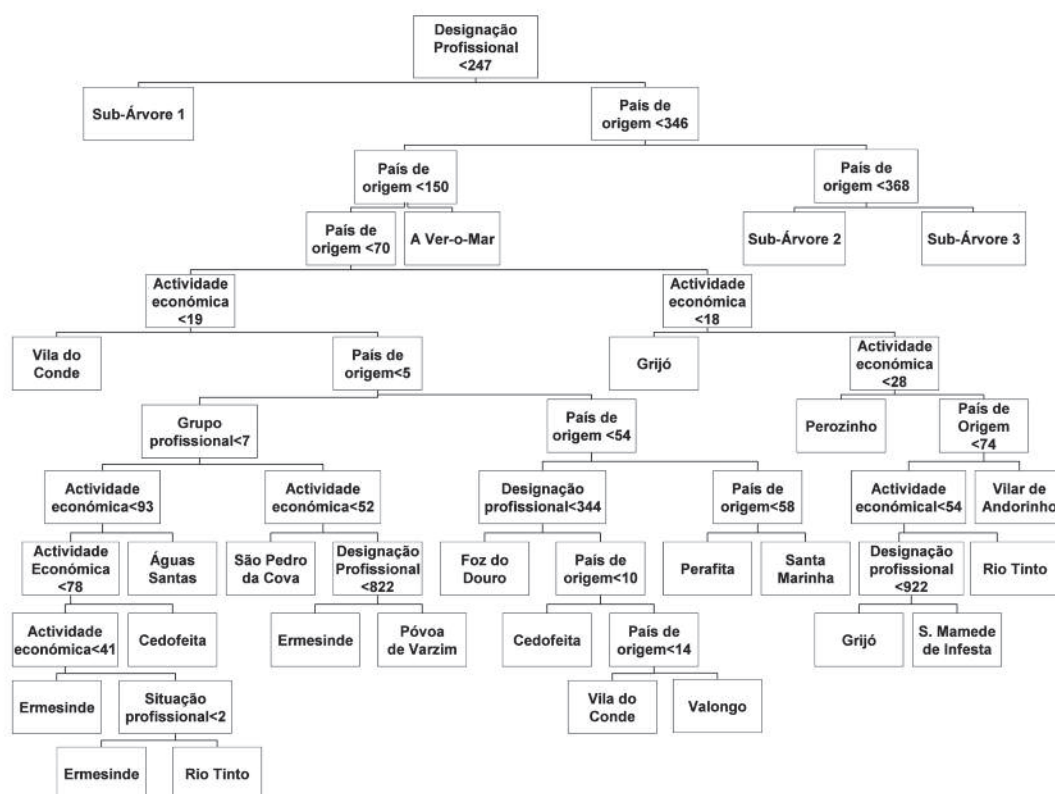 Designação
Profissional
<247
Sub-Árvore 1
País de
origem <346
País de
origem <150
País de
origem <368
País de
origem <70
A Ver-o-Mar
Sub-Árvore 2
Sub-Árvore 3
Actividade
económica
<19
Actividade
económica
<18
Vila do
Conde
País de
origem<5
Grijó
Actividade
económica
<28
Grupo
profissional<7
País de
origem <54
Perozinho
País de
Origem
<74
Actividade
económica<93
Actividade
económica<52
Designação
profissional<344
País de
origem<58
Actividade
económical<54
Vilar de
Andorinho
Actividade
Económica
<78
Águas
Santas
São Pedro
da Cova
Designação
Profissional
<822
Foz do
Douro
País de
origem<10
Perafita
Santa
Marinha
Designação
profissional
<922
Rio Tinto
Actividade
económica<41
Cedofeita
Ermesinde
Póvoa
de Varzim
Cedofeita
País de
origem<14
Grijó
S. Mamede
de Infesta
Ermesinde
Situação
profissional<2
Vila do
Conde
Valongo
Ermesinde
Rio Tinto